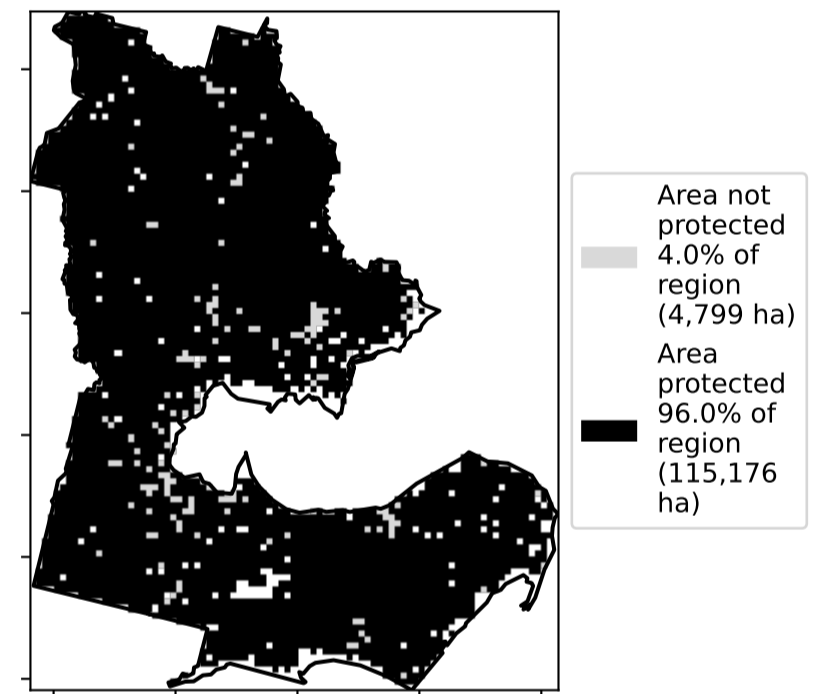 Area not
protected
4.0% of
region
(4,799 ha)
Area
protected
96.0% of
region
(115,176
ha)